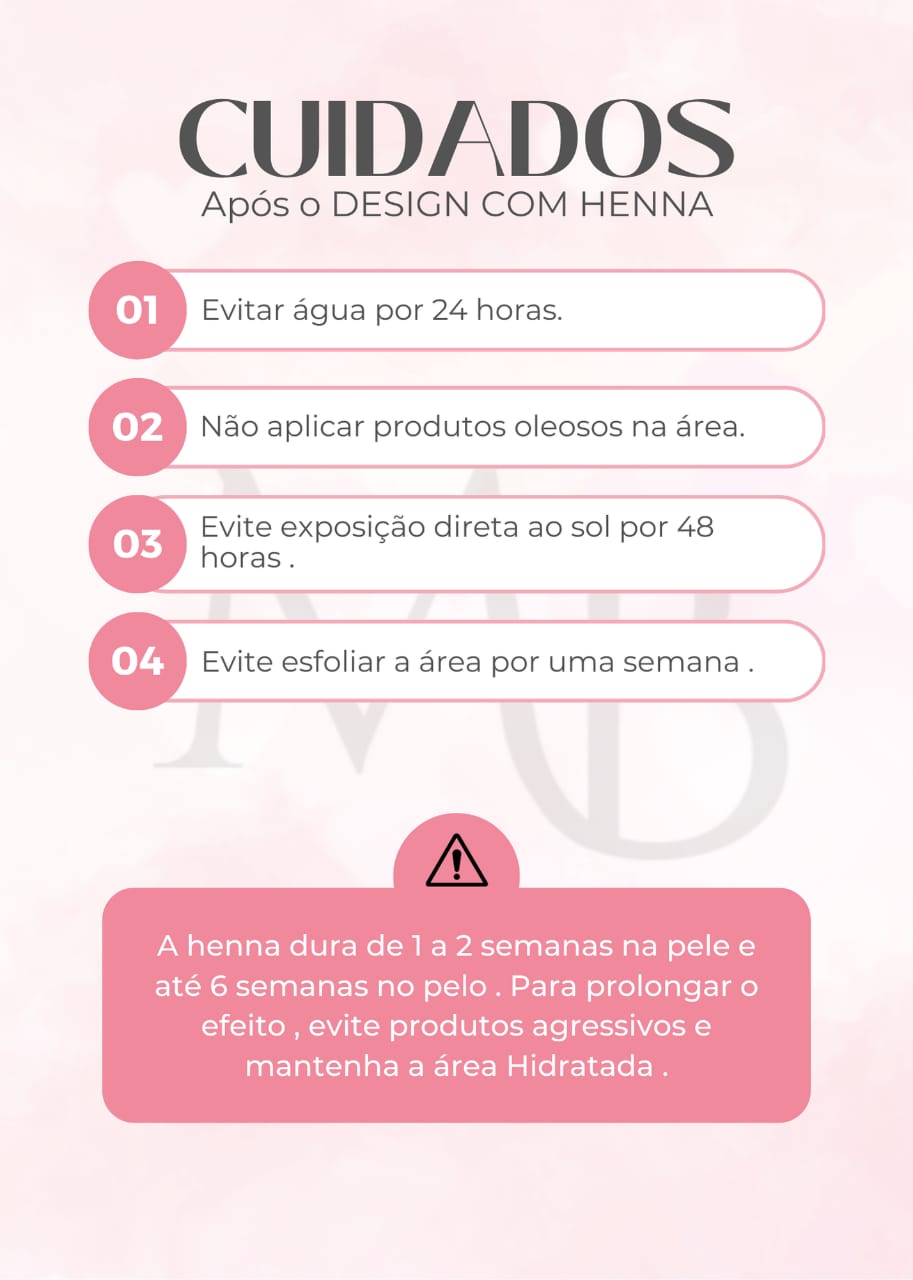 CUIDADOS
Após o DESIGN COM HENNA
01
Evitar água por 24 horas.
02
Não aplicar produtos oleosos na área.
03
Evite exposição direta ao sol por 48
horas .
04
Evite esfoliar a área por uma semana .
MB
A henna dura de 1 a 2 semanas na pele e
até 6 semanas no pelo . Para prolongar o
efeito , evite produtos agressivos e
mantenha a área Hidratada .